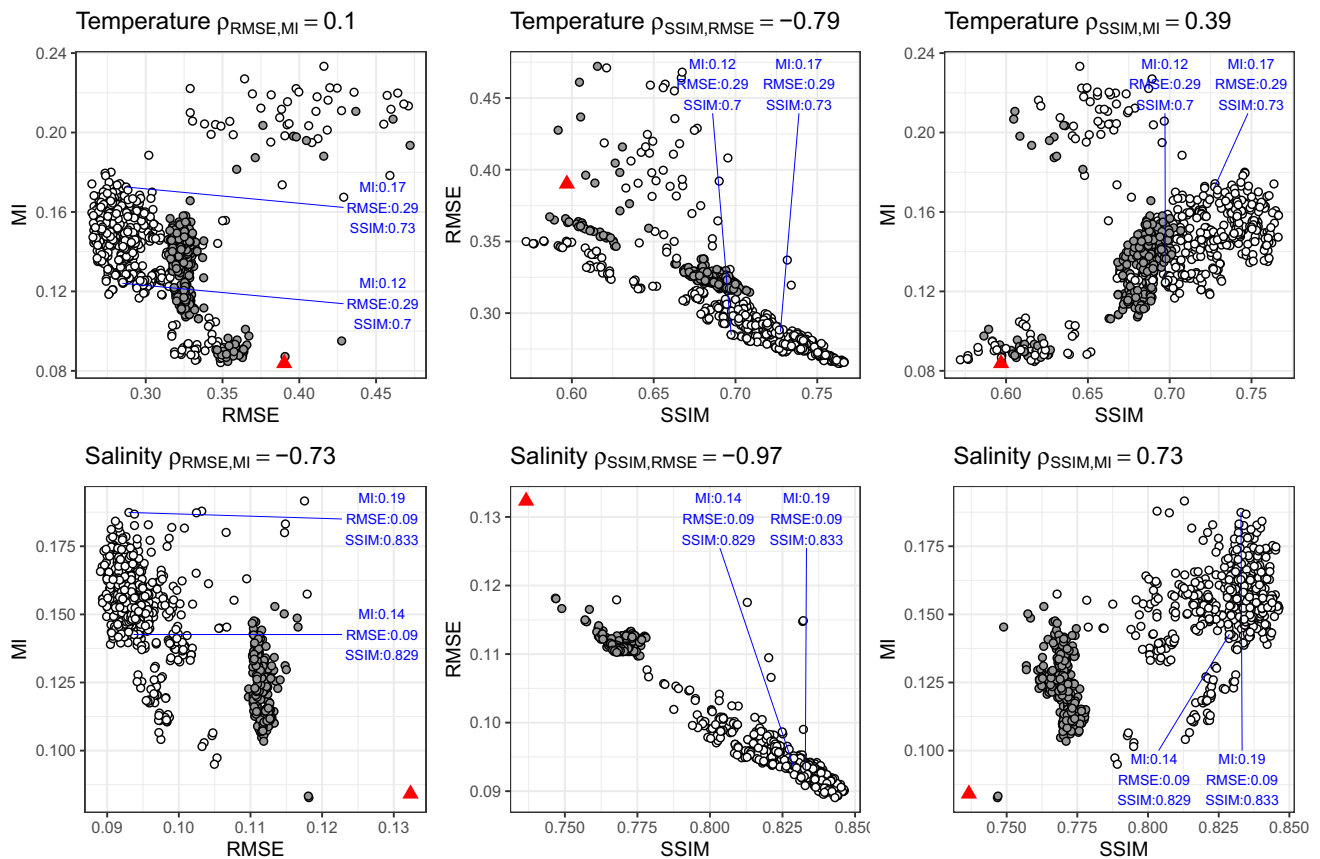 Temperature ρRMSE,MI = 0.1
MI
0.24
0.20
0.16
0.12
0.08
MI:0.17
RMSE:0.29
SSIM:0.73
MI:0.12
RMSE:0.29
SSIM:0.7
0.30 0.35 0.40 0.45
RMSE
Temperature ρSSIM,RMSE = −0.79
RMSE
0.45
0.40
0.35
0.30
MI:0.12
RMSE:0.29
SSIM:0.7
MI:0.17
RMSE:0.29
SSIM:0.73
0.60 0.65 0.70 0.75
SSIM
Temperature ρSSIM,MI = 0.39
MI
0.24
0.20
0.16
0.12
0.08
MI:0.12
RMSE:0.29
SSIM:0.7
MI:0.17
RMSE:0.29
SSIM:0.73
0.60 0.65 0.70 0.75
SSIM
Salinity ρRMSE,MI = −0.73
MI
0.175
0.150
0.125
0.100
MI:0.19
RMSE:0.09
SSIM:0.833
MI:0.14
RMSE:0.09
SSIM:0.829
0.09 0.10 0.11 0.12 0.13
RMSE
Salinity ρSSIM,RMSE = −0.97
RMSE
0.13
0.12
0.11
0.10
0.09
MI:0.14
RMSE:0.09
SSIM:0.829
MI:0.19
RMSE:0.09
SSIM:0.833
0.750 0.775 0.800 0.825 0.850
SSIM
Salinity ρSSIM,MI = 0.73
MI
0.175
0.150
0.125
0.100
MI:0.14
RMSE:0.09
SSIM:0.829
MI:0.19
RMSE:0.09
SSIM:0.833
0.750 0.775 0.800 0.825 0.850
SSIM